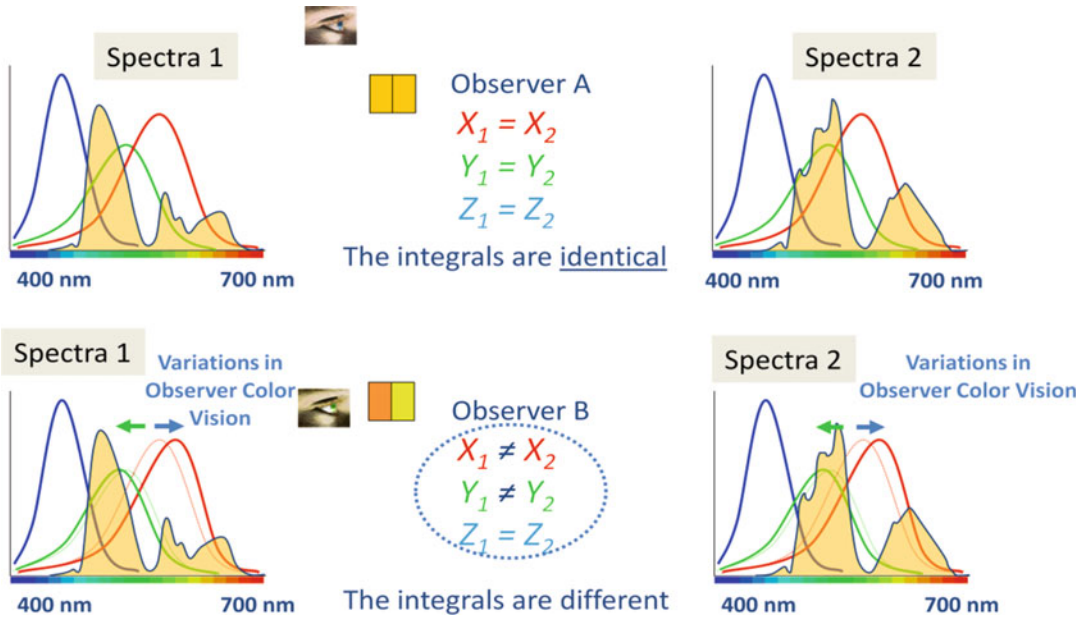 Spectra 1
400 nm 700 nm
Observer A
X₁ = X₂
Y₁ = Y₂
Z₁ = Z₂
The integrals are identical
Spectra 2
400 nm 700 nm
Spectra 1
Variations in
Observer Color
Vision
400 nm 700 nm
Observer B
X₁ ≠ X₂
Y₁ ≠ Y₂
Z₁ = Z₂
The integrals are different
Spectra 2
Variations in
Observer Color Vision
400 nm 700 nm